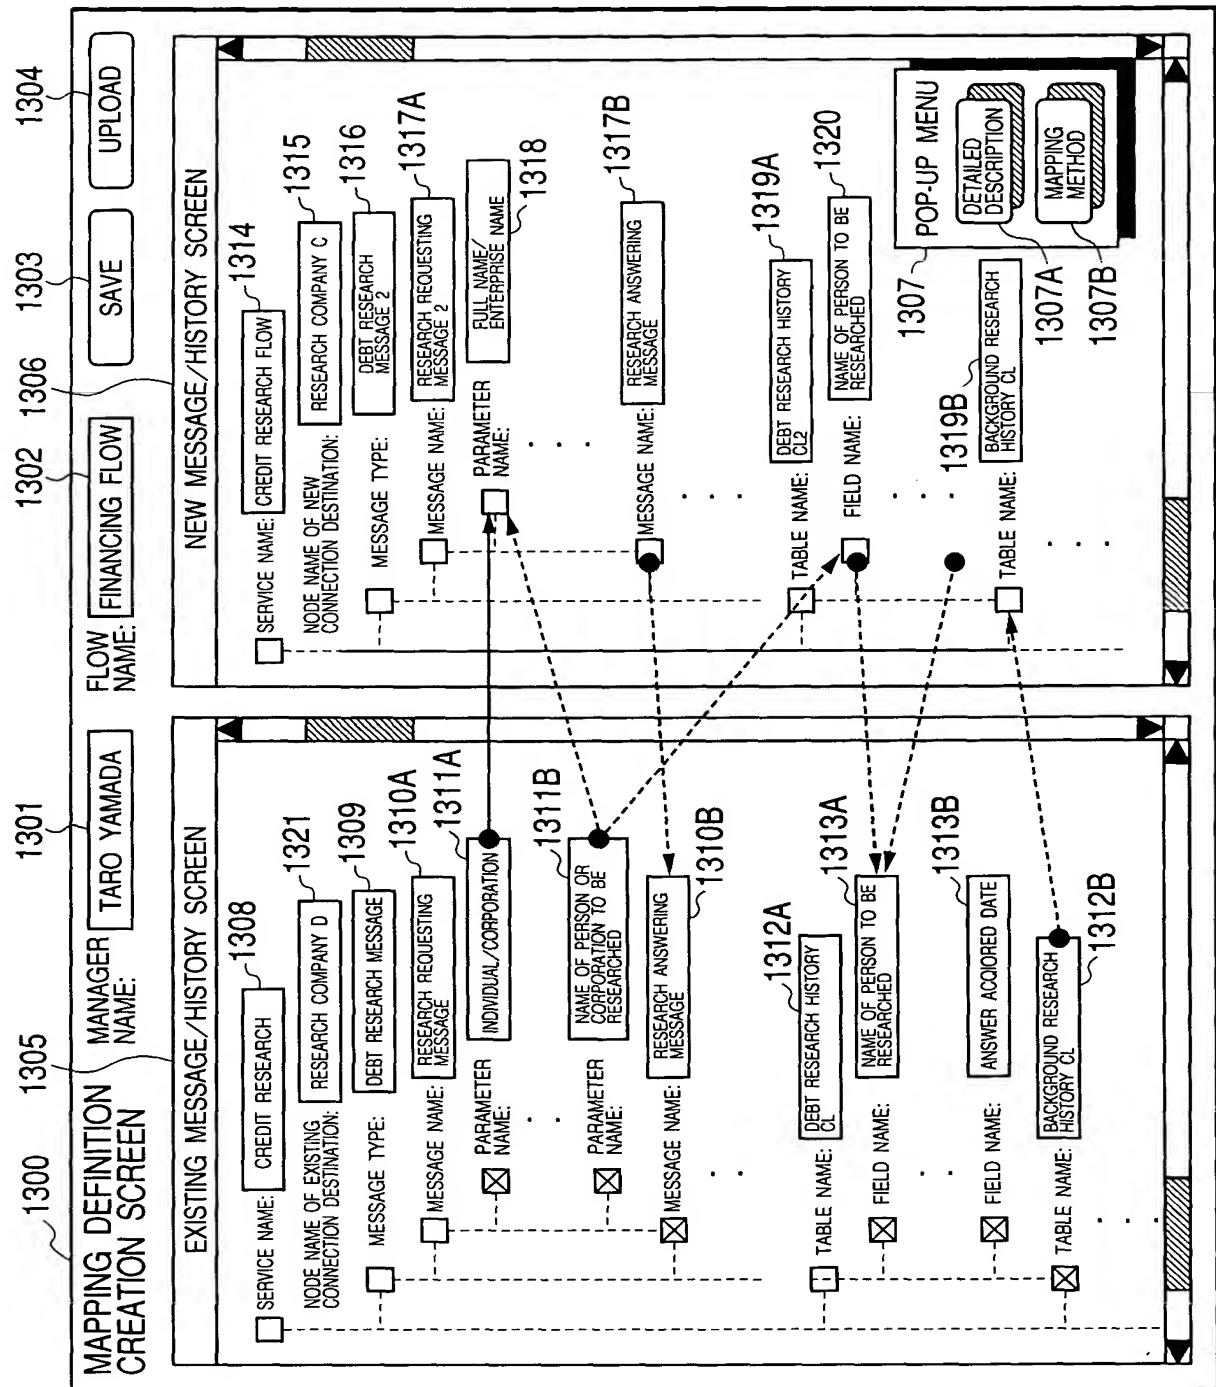 1300
MAPPING DEFINITION
CREATION SCREEN
MANAGER
NAME:
TARO YAMADA
1301
FLOW
NAME:
FINANCING FLOW
1302
SAVE
1303
UPLOAD
1304
1305
EXISTING MESSAGE/HISTORY SCREEN
SERVICE NAME:
CREDIT RESEARCH
1308
NODE NAME OF EXISTING
CONNECTION DESTINATION:
RESEARCH COMPANY D
1321
MESSAGE TYPE:
DEBT RESEARCH MESSAGE
1309
MESSAGE NAME:
RESEARCH REQUESTING
MESSAGE
1310A
PARAMETER
NAME:
INDIVIDUAL/CORPORATION
1311A
PARAMETER
NAME:
NAME OF PERSON OR
CORPORATION TO BE
RESEARCHED
1311B
MESSAGE NAME:
RESEARCH ANSWERING
MESSAGE
1310B
TABLE NAME:
DEBT RESEARCH HISTORY
CL
1312A
FIELD NAME:
NAME OF PERSON TO BE
RESEARCHED
1313A
FIELD NAME:
ANSWER ACQIORED DATE
1313B
TABLE NAME:
BACKGROUND RESEARCH
HISTORY CL
1312B
1306
NEW MESSAGE/HISTORY SCREEN
SERVICE NAME:
CREDIT RESEARCH FLOW
1314
NODE NAME OF NEW
CONNECTION DESTINATION:
RESEARCH COMPANY C
1315
MESSAGE TYPE:
DEBT RESEARCH
MESSAGE 2
1316
MESSAGE NAME:
RESEARCH REQUESTING
MESSAGE 2
1317A
PARAMETER
NAME:
FULL NAME/
ENTERPRISE NAME
1318
MESSAGE NAME:
RESEARCH ANSWERING
MESSAGE
1317B
TABLE NAME:
DEBT RESEARCH HISTORY
CL2
1319A
FIELD NAME:
NAME OF PERSON TO BE
RESEARCHED
1320
TABLE NAME:
BACKGROUND RESEARCH
HISTORY CL
1319B
1307
POP-UP MENU
DETAILED
DESCRIPTION
1307A
MAPPING
METHOD
1307B